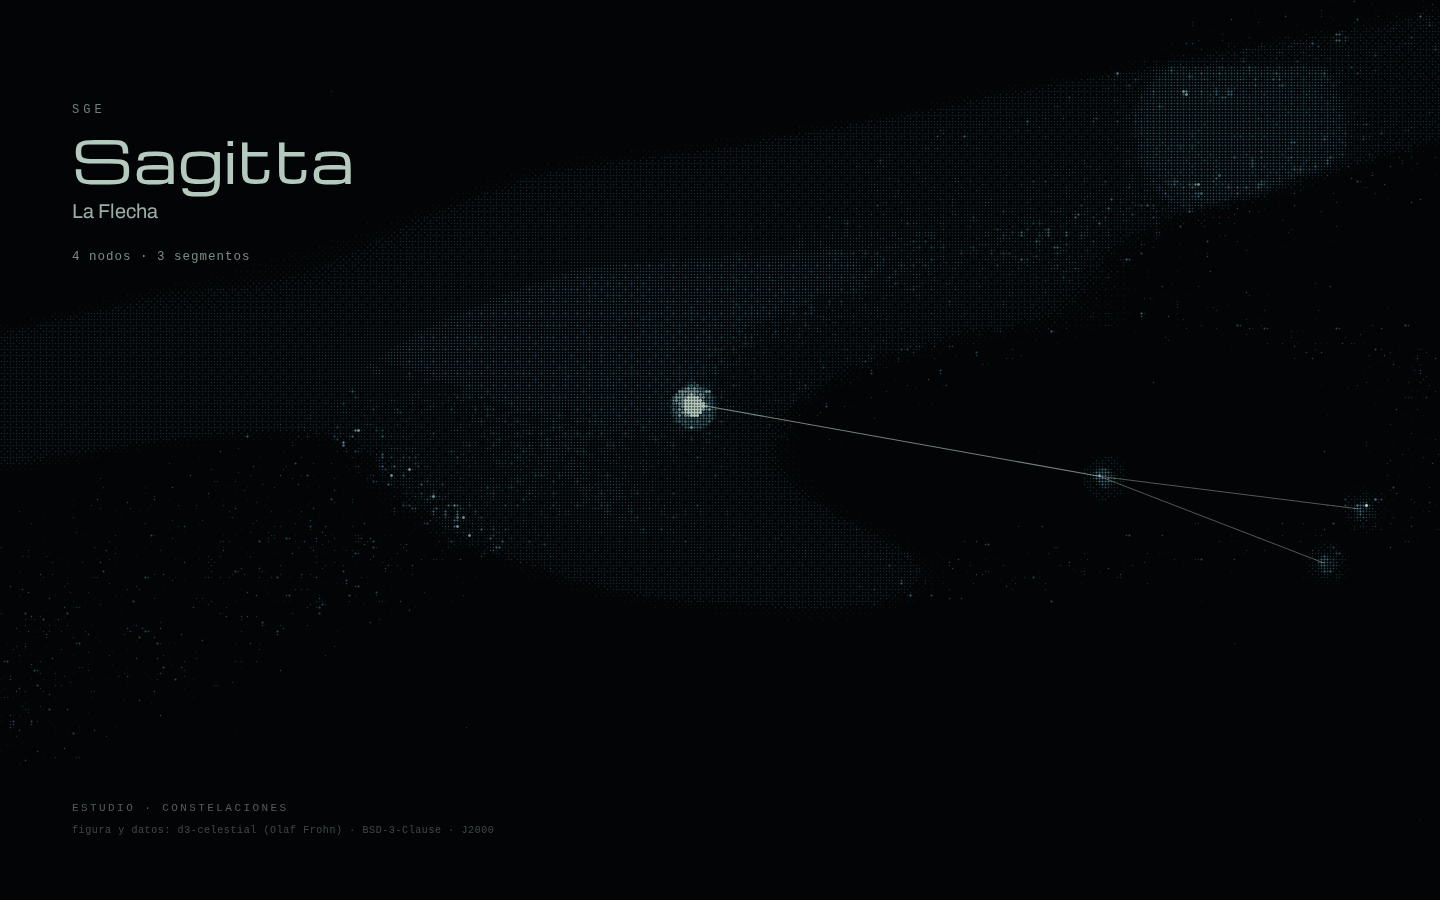 SGE
Sagitta
La Flecha
4 nodos · 3 segmentos
ESTUDIO · CONSTELACIONES
figura y datos: d3-celestial (Olaf Frohn) · BSD-3-Clause · J2000